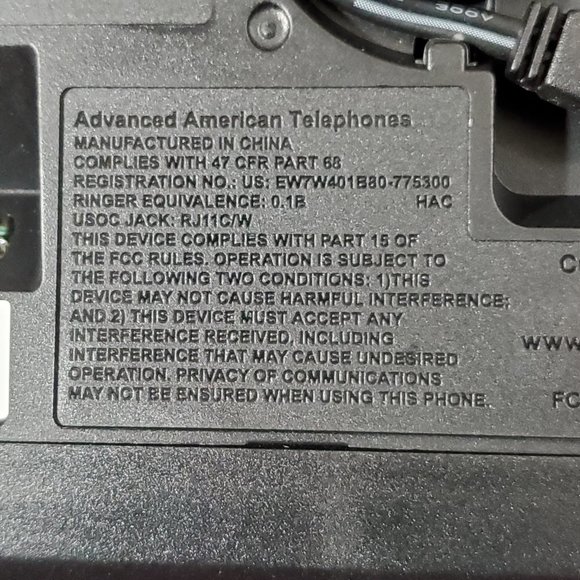 300V
Advanced American Telephones
MANUFACTURED IN CHINA
COMPLIES WITH 47 CFR PART 68
REGISTRATION NO.: US: EW7W401B80-775300
RINGER EQUIVALENCE: 0.1B HAC
USOC JACK: RJ11C/W
THIS DEVICE COMPLIES WITH PART 15 OF
THE FCC RULES. OPERATION IS SUBJECT TO
THE FOLLOWING TWO CONDITIONS: 1)THIS
DEVICE MAY NOT CAUSE HARMFUL INTERFERENCE;
AND 2) THIS DEVICE MUST ACCEPT ANY
INTERFERENCE RECEIVED, INCLUDING
INTERFERENCE THAT MAY CAUSE UNDESIRED
OPERATION. PRIVACY OF COMMUNICATIONS
MAY NOT BE ENSURED WHEN USING THIS PHONE.
WWW.
FC